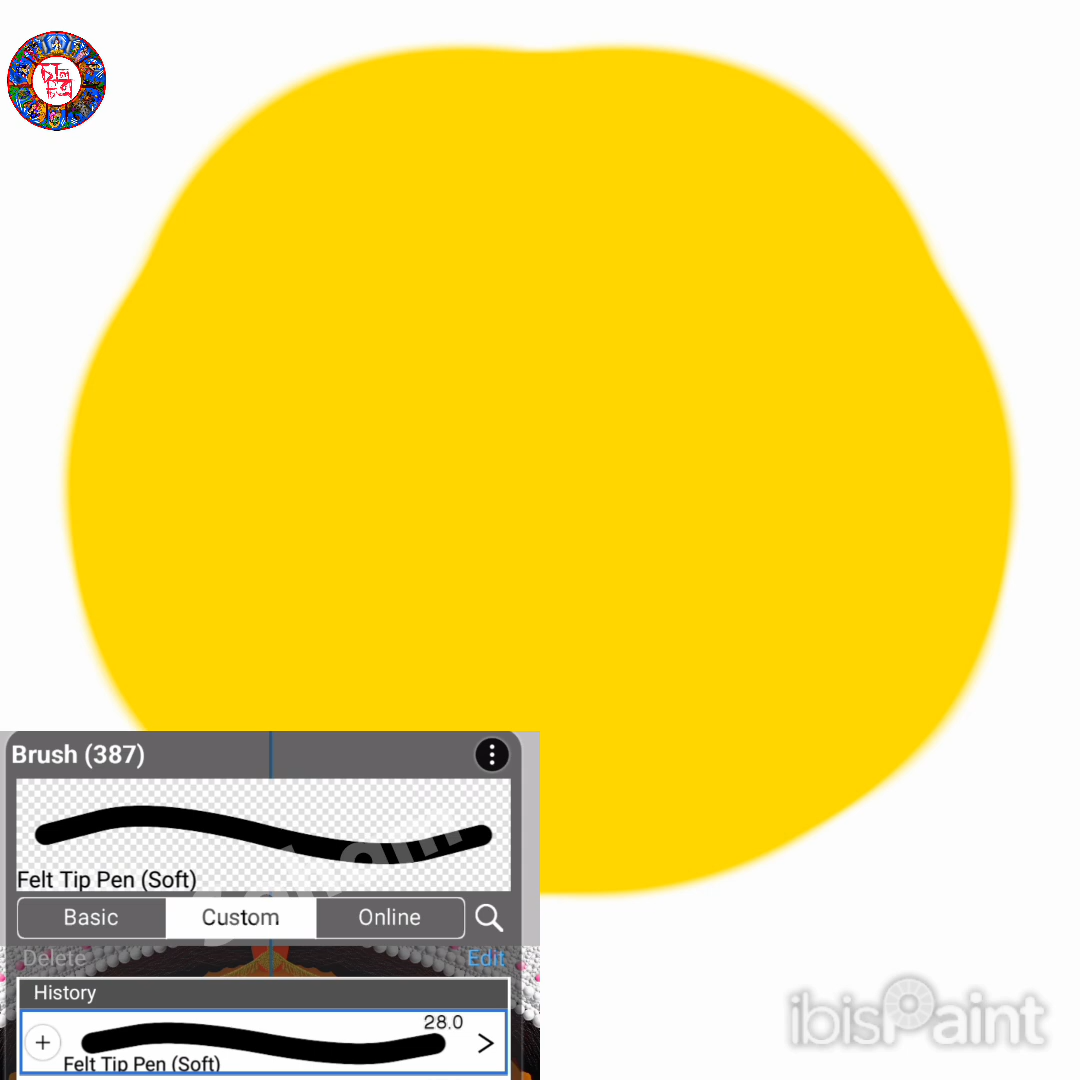 Brush (387)
Felt Tip Pen (Soft)
Basic
Custom
Online
Delete
Edit
History
28.0
Felt Tip Pen (Soft)
ibisPaint